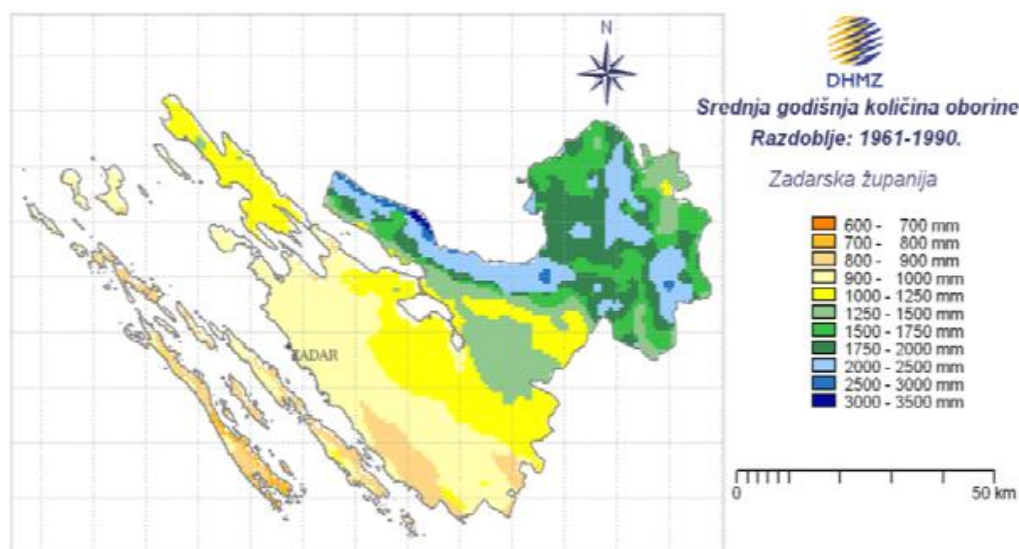 N
DHMZ
Srednja godišnja količina oborine
Razdoblje: 1961-1990.
Zadarska županija
600 - 700 mm
700 - 800 mm
800 - 900 mm
900 - 1000 mm
1000 - 1250 mm
1250 - 1500 mm
1500 - 1750 mm
1750 - 2000 mm
2000 - 2500 mm
2500 - 3000 mm
3000 - 3500 mm
ZADAR
0 50 km